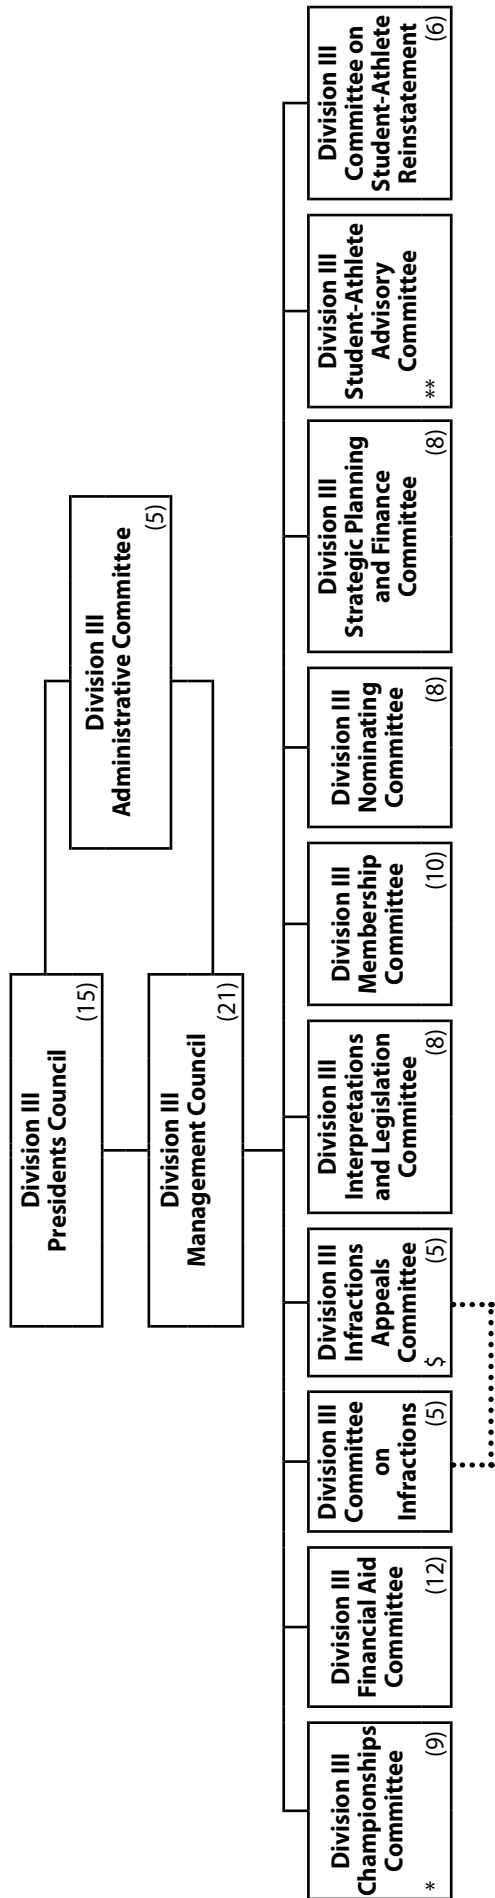 Division III
Presidents Council
(15)
Division III
Administrative Committee
(5)
Division III
Management Council
(21)
Division III
Championships
Committee
* (9)
Division III
Financial Aid
Committee
(12)
Division III
Committee
on
Infractions
(5)
Division III
Infractions
Appeals
Committee
$ (5)
Division III
Interpretations
and Legislation
Committee
(8)
Division III
Membership
Committee
(10)
Division III
Nominating
Committee
(8)
Division III
Strategic Planning
and Finance
Committee
(8)
Division III
Student-Athlete
Advisory
Committee
**
Division III
Committee on
Student-Athlete
Reinstatement
(6)